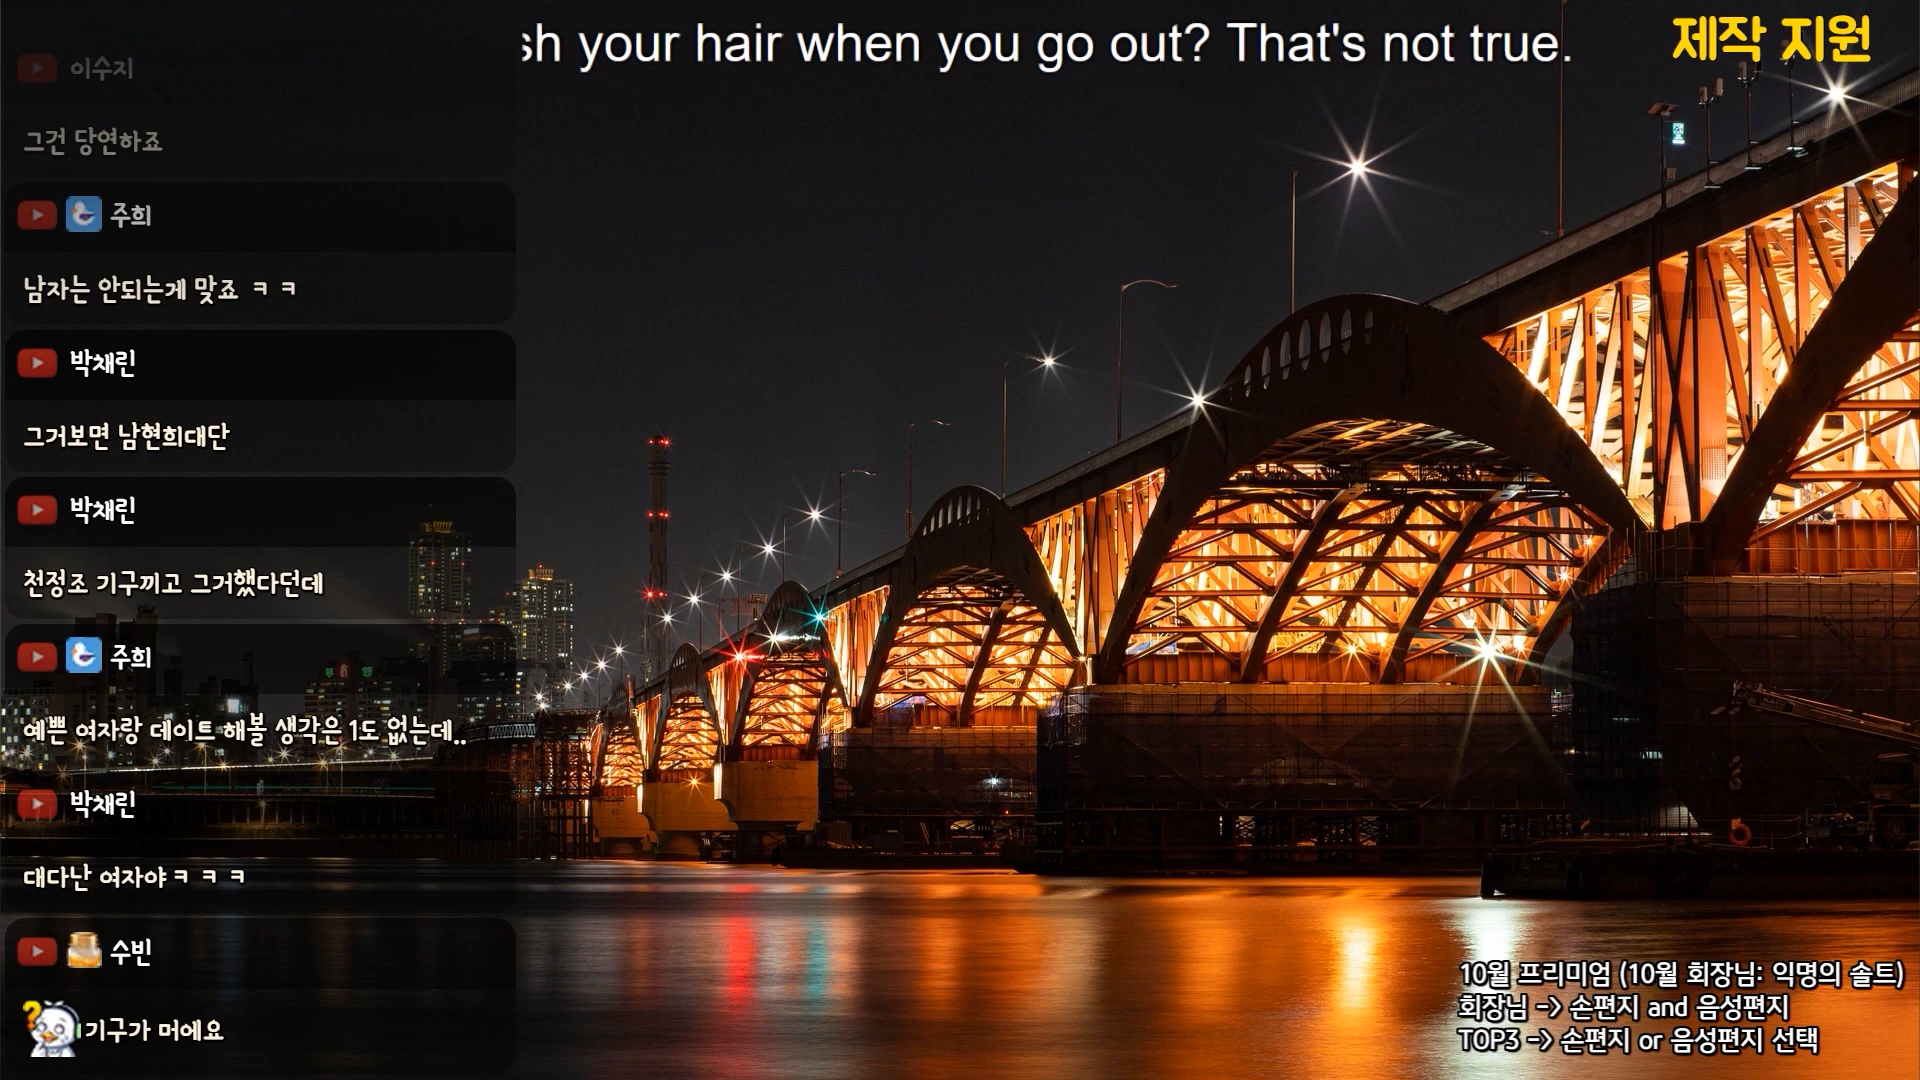 sh your hair when you go out? That's not true.
제작 지원
이수지
그건 당연하죠
주희
남자는 안되는게 맞죠 ㅋㅋ
박채린
그거보면 남현희대단
박채린
천정조 기구끼고 그거했다던데
주희
예쁜 여자랑 데이트 해볼 생각은 1도 없는데..
박채린
대다난 여자야ㅋㅋㅋ
수빈
기구가 머에요
10월 프리미엄 (10월 회장님: 익명의 솔트)
회장님 -> 손편지 and 음성편지
TOP3 -> 손편지 or 음성편지 선택